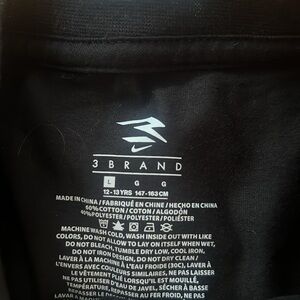 3 BRAND
L G G
12-13 YRS 147-163 CM
MADE IN CHINA / FABRIQUÉ EN CHINE / HECHO EN CHINA
60% COTTON / COTON / ALGODÓN
40% POLYESTER / POLYESTER / POLIÉSTER
MACHINE WASH COLD, WASH INSIDE OUT WITH LIKE
COLORS, DO NOT ALLOW TO LAY ON ITSELF WHEN WET,
DO NOT BLEACH, TUMBLE DRY LOW, COOL IRON,
DO NOT IRON DESIGN, DO NOT DRY CLEAN /
LAVER À LA MACHINE À L'EAU FROIDE (30C), LAVER À
L'ENVERS AVEC COULEURS SIMILAIRES, NE PAS LAISSER
LE VÊTEMENT PLIÉ LORSQU'IL EST MOUILLÉ,
NE PAS UTILISER D'EAU DE JAVEL, SÉCHER À BASSE
TEMPÉRATURE, REPASSER AU FER FROID, NE PAS